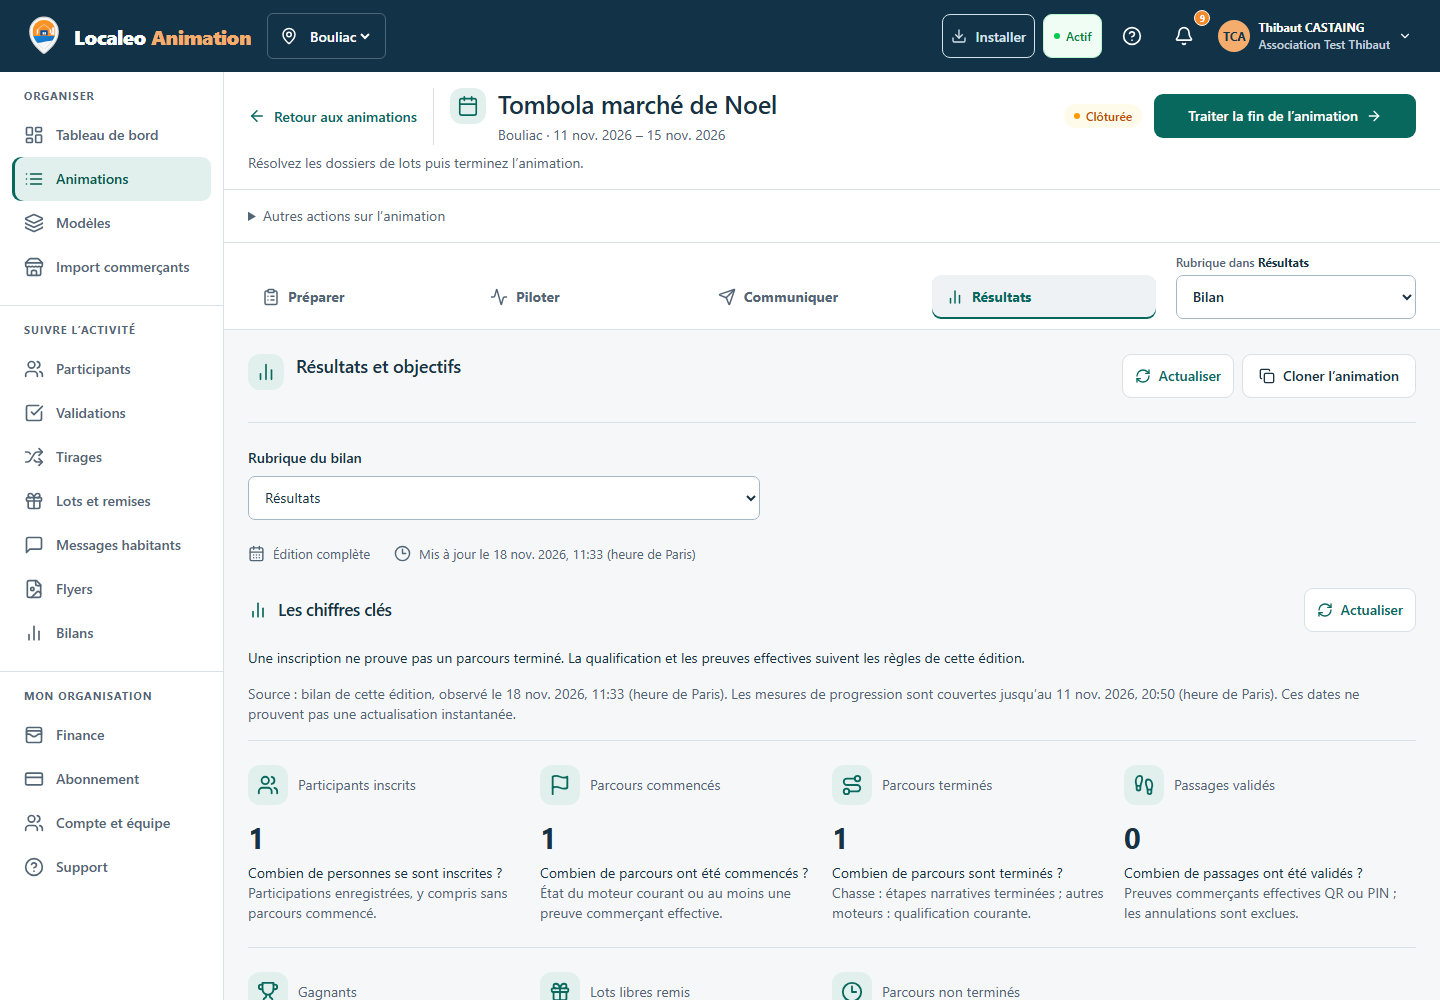 Localeo Animation
Bouliac
Installer
Actif
9
TCA
Thibaut CASTAING
Association Test Thibaut
ORGANISER
Tableau de bord
Animations
Modèles
Import commerçants
SUIVRE L'ACTIVITÉ
Participants
Validations
Tirages
Lots et remises
Messages habitants
Flyers
Bilans
MON ORGANISATION
Finance
Abonnement
Compte et équipe
Support
Retour aux animations
Tombola marché de Noel
Bouliac · 11 nov. 2026 – 15 nov. 2026
Clôturée
Traiter la fin de l'animation
Résolvez les dossiers de lots puis terminez l'animation.
Autres actions sur l'animation
Préparer
Piloter
Communiquer
Résultats
Rubrique dans Résultats
Bilan
Résultats et objectifs
Actualiser
Cloner l'animation
Rubrique du bilan
Résultats
Édition complète
Mis à jour le 18 nov. 2026, 11:33 (heure de Paris)
Les chiffres clés
Actualiser
Une inscription ne prouve pas un parcours terminé. La qualification et les preuves effectives suivent les règles de cette édition.
Source : bilan de cette édition, observé le 18 nov. 2026, 11:33 (heure de Paris). Les mesures de progression sont couvertes jusqu'au 11 nov. 2026, 20:50 (heure de Paris). Ces dates ne
prouvent pas une actualisation instantanée.
Participants inscrits
1
Combien de personnes se sont inscrites ?
Participations enregistrées, y compris sans
parcours commencé.
Parcours commencés
1
Combien de parcours ont été commencés ?
État du moteur courant ou au moins une
preuve commerçant effective.
Parcours terminés
1
Combien de parcours sont terminés ?
Chasse : étapes narratives terminées ; autres
moteurs : qualification courante.
Passages validés
0
Combien de passages ont été validés ?
Preuves commerçants effectives QR ou PIN ;
les annulations sont exclues.
Gagnants
Lots libres remis
Parcours non terminés